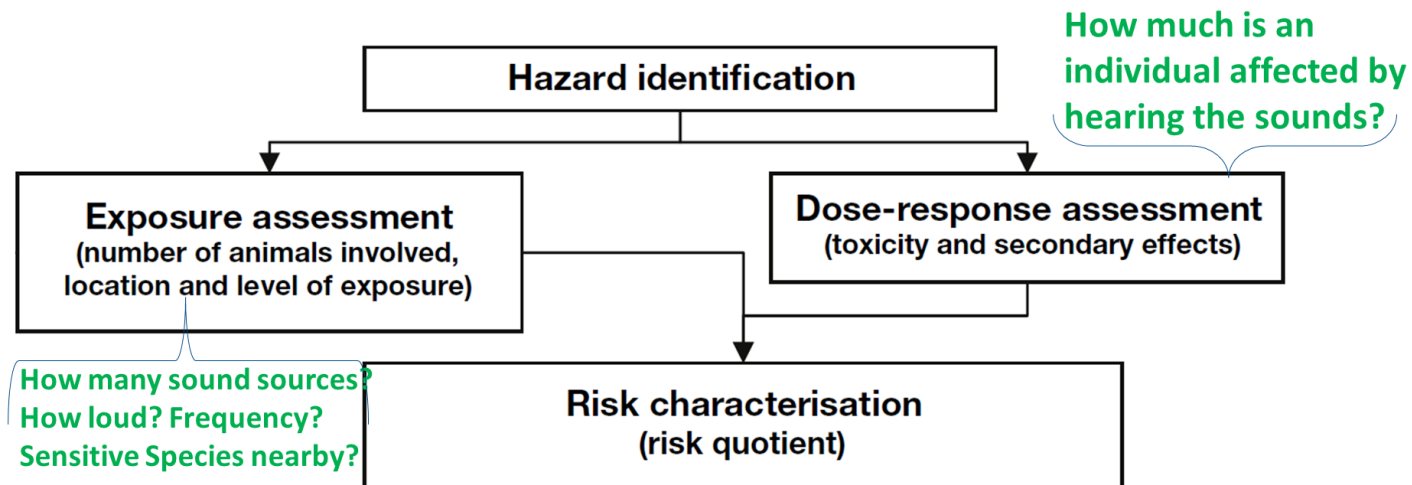 How much is an
individual affected by
hearing the sounds?
Hazard identification
Exposure assessment
(number of animals involved,
location and level of exposure)
Dose-response assessment
(toxicity and secondary effects)
How many sound sources?
How loud? Frequency?
Sensitive Species nearby?
Risk characterisation
(risk quotient)